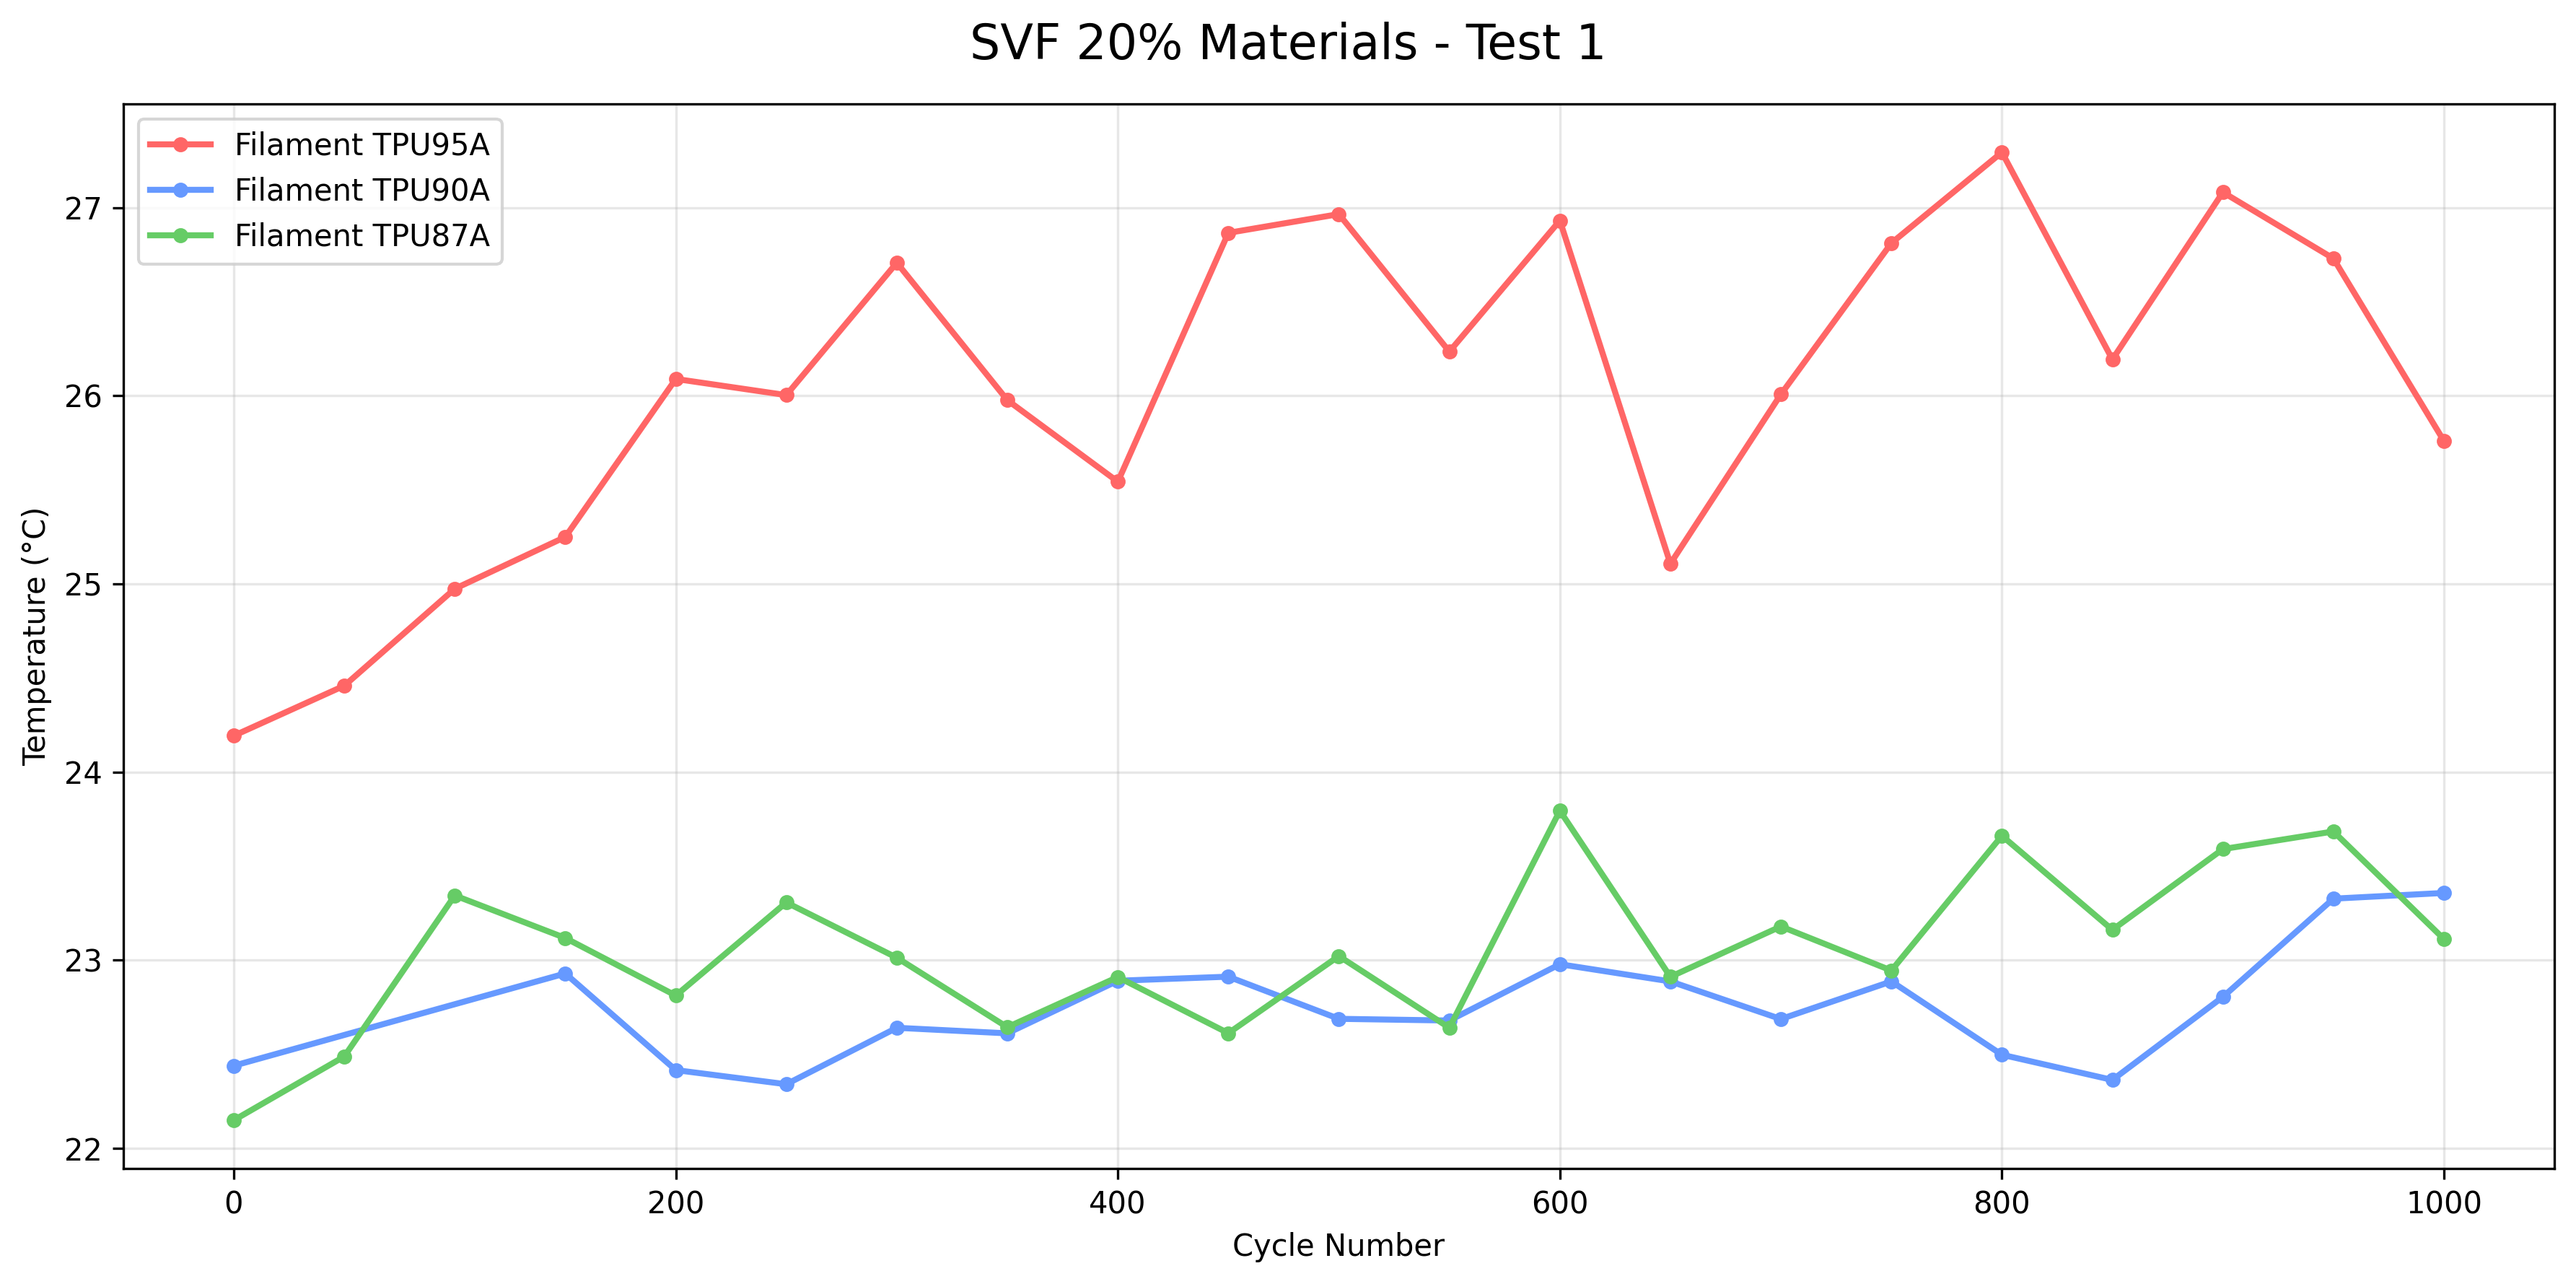 SVF 20% Materials - Test 1
Filament TPU95A
Filament TPU90A
Filament TPU87A
Temperature (°C)
27
26
25
24
23
22
0 200 400 600 800 1000
Cycle Number